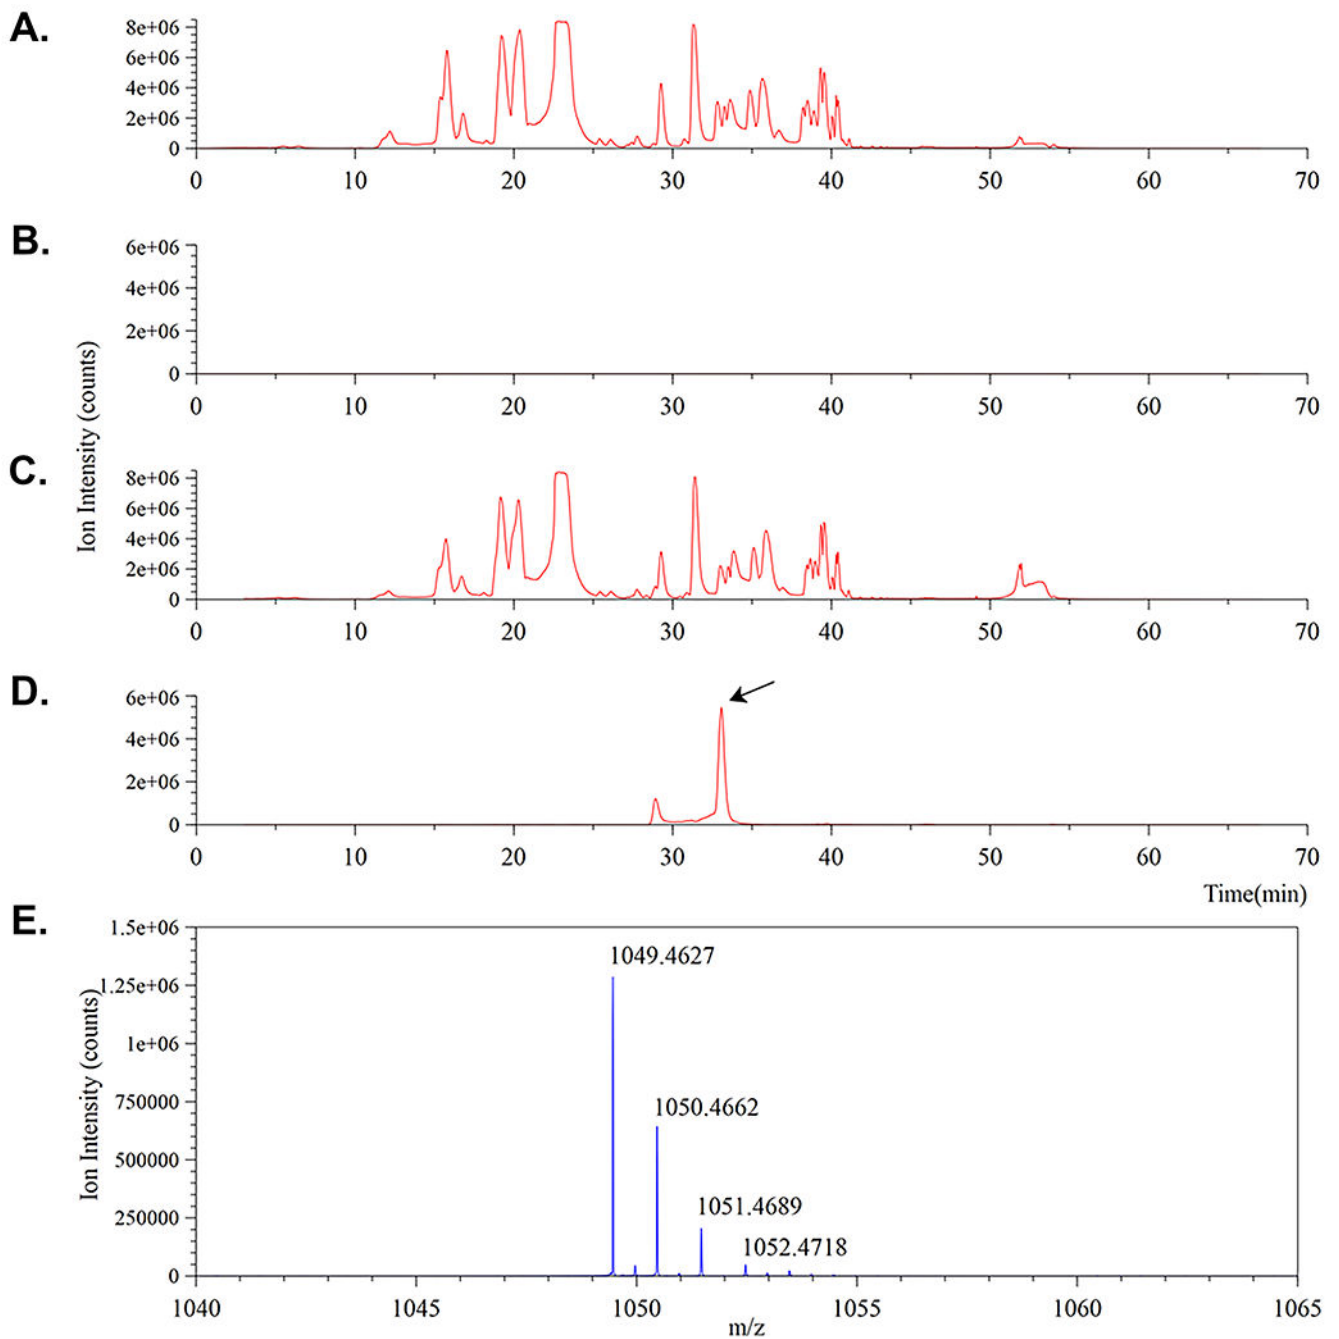 A.
8e+06
6e+06
4e+06
2e+06
0
0 10 20 30 40 50 60 70
B.
6e+06
4e+06
2e+06
0
0 10 20 30 40 50 60 70
Ion Intensity (counts)
C.
8e+06
6e+06
4e+06
2e+06
0
0 10 20 30 40 50 60 70
D.
6e+06
4e+06
2e+06
0
0 10 20 30 40 50 60 70
Time(min)
E.
1.5e+06
1.25e+06
1e+06
750000
500000
250000
0
Ion Intensity (counts)
1049.4627
1050.4662
1051.4689
1052.4718
1040 1045 1050 1055 1060 1065
m/z